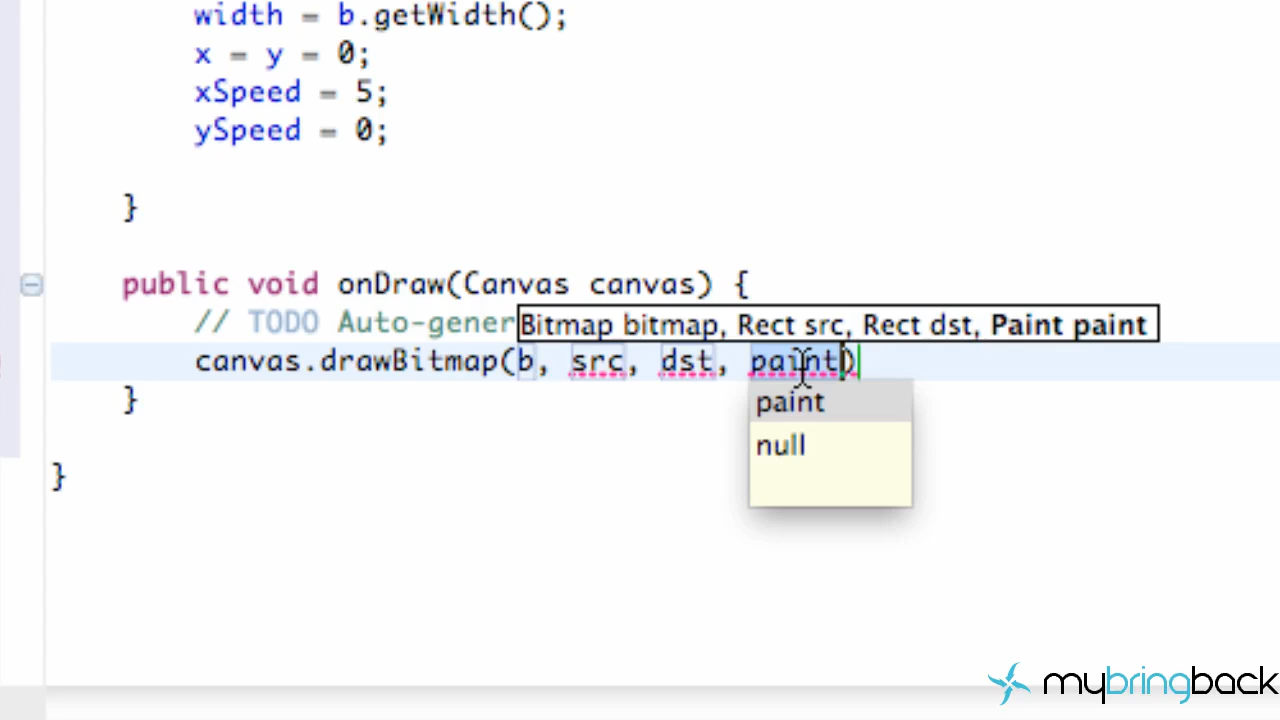 width = b.getWidth();
x = y = 0;
xSpeed = 5;
ySpeed = 0;
}
public void onDraw(Canvas canvas) {
// TODO Auto-gener
Bitmap bitmap, Rect src, Rect dst, Paint paint
canvas.drawBitmap(b, src, dst, paint)
paint
}
null
}
mybringback